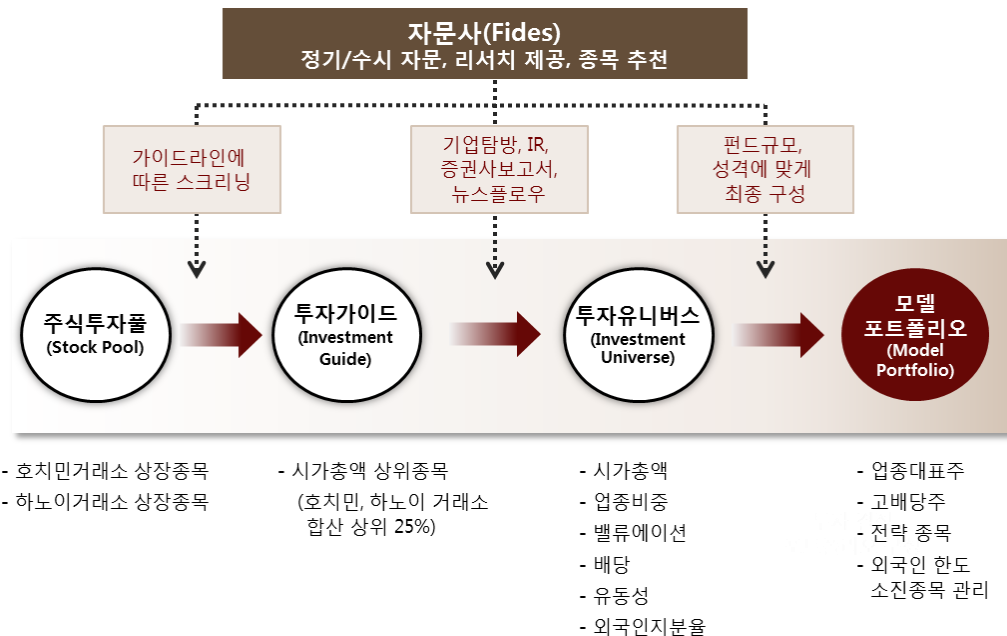 자문사(Fides)
정기/수시 자문, 리서치 제공, 종목 추천
가이드라인에
따른 스크리닝
기업탐방, IR,
증권사보고서,
뉴스플로우
펀드규모,
성격에 맞게
최종 구성
주식투자풀
(Stock Pool)
투자가이드
(Investment
Guide)
투자유니버스
(Investment
Universe)
모델
포트폴리오
(Model
Portfolio)
- 호치민거래소 상장종목
- 하노이거래소 상장종목
- 시가총액 상위종목
(호치민, 하노이 거래소
합산 상위 25%)
- 시가총액
- 업종비중
- 밸류에이션
- 배당
- 유동성
- 외국인지분율
- 업종대표주
- 고배당주
- 전략 종목
- 외국인 한도
소진종목 관리